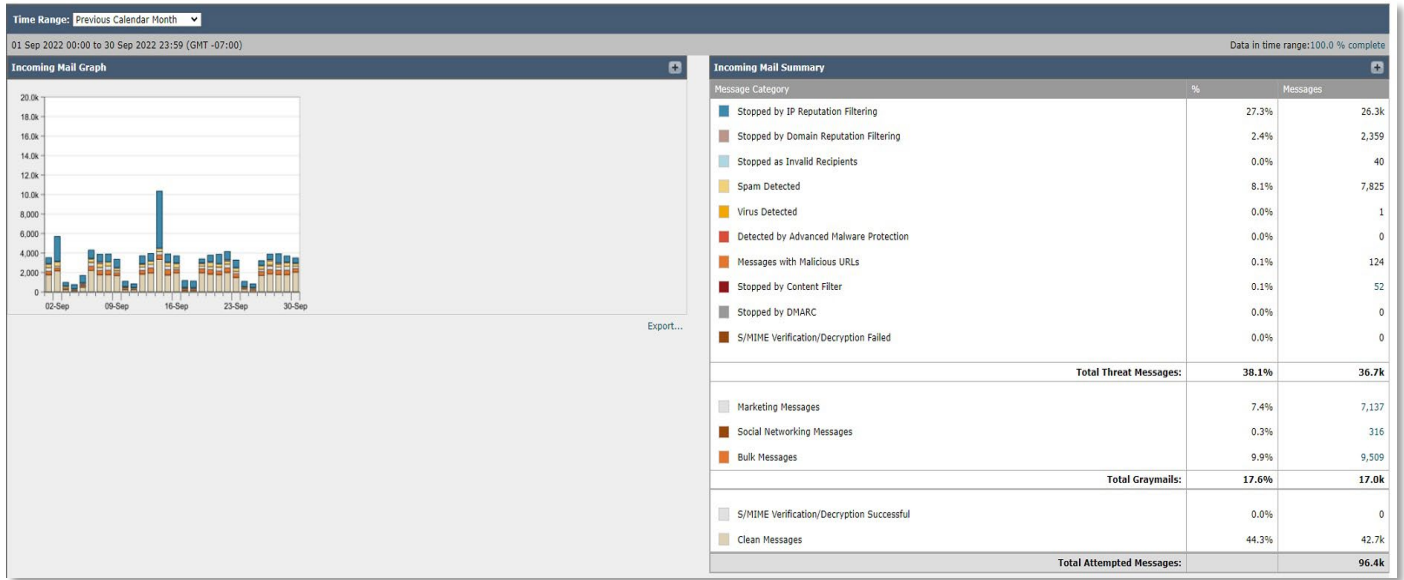 Time Range: Previous Calendar Month
01 Sep 2022 00:00 to 30 Sep 2022 23:59 (GMT -07:00)
Data in time range:100.0 % complete
Incoming Mail Graph
20.0k
18.0k
16.0k
14.0k
12.0k
10.0k
8,000
6,000
4,000
2,000
0
02-Sep 09-Sep 16-Sep 23-Sep 30-Sep
Export...
Incoming Mail Summary
Message Category % Messages
Stopped by IP Reputation Filtering 27.3% 26.3k
Stopped by Domain Reputation Filtering 2.4% 2,359
Stopped as Invalid Recipients 0.0% 40
Spam Detected 8.1% 7,825
Virus Detected 0.0% 1
Detected by Advanced Malware Protection 0.0% 0
Messages with Malicious URLs 0.1% 124
Stopped by Content Filter 0.1% 52
Stopped by DMARC 0.0% 0
S/MIME Verification/Decryption Failed 0.0% 0
Total Threat Messages: 38.1% 36.7k
Marketing Messages 7.4% 7,137
Social Networking Messages 0.3% 316
Bulk Messages 9.9% 9,509
Total Graymails: 17.6% 17.0k
S/MIME Verification/Decryption Successful 0.0% 0
Clean Messages 44.3% 42.7k
Total Attempted Messages: 96.4k